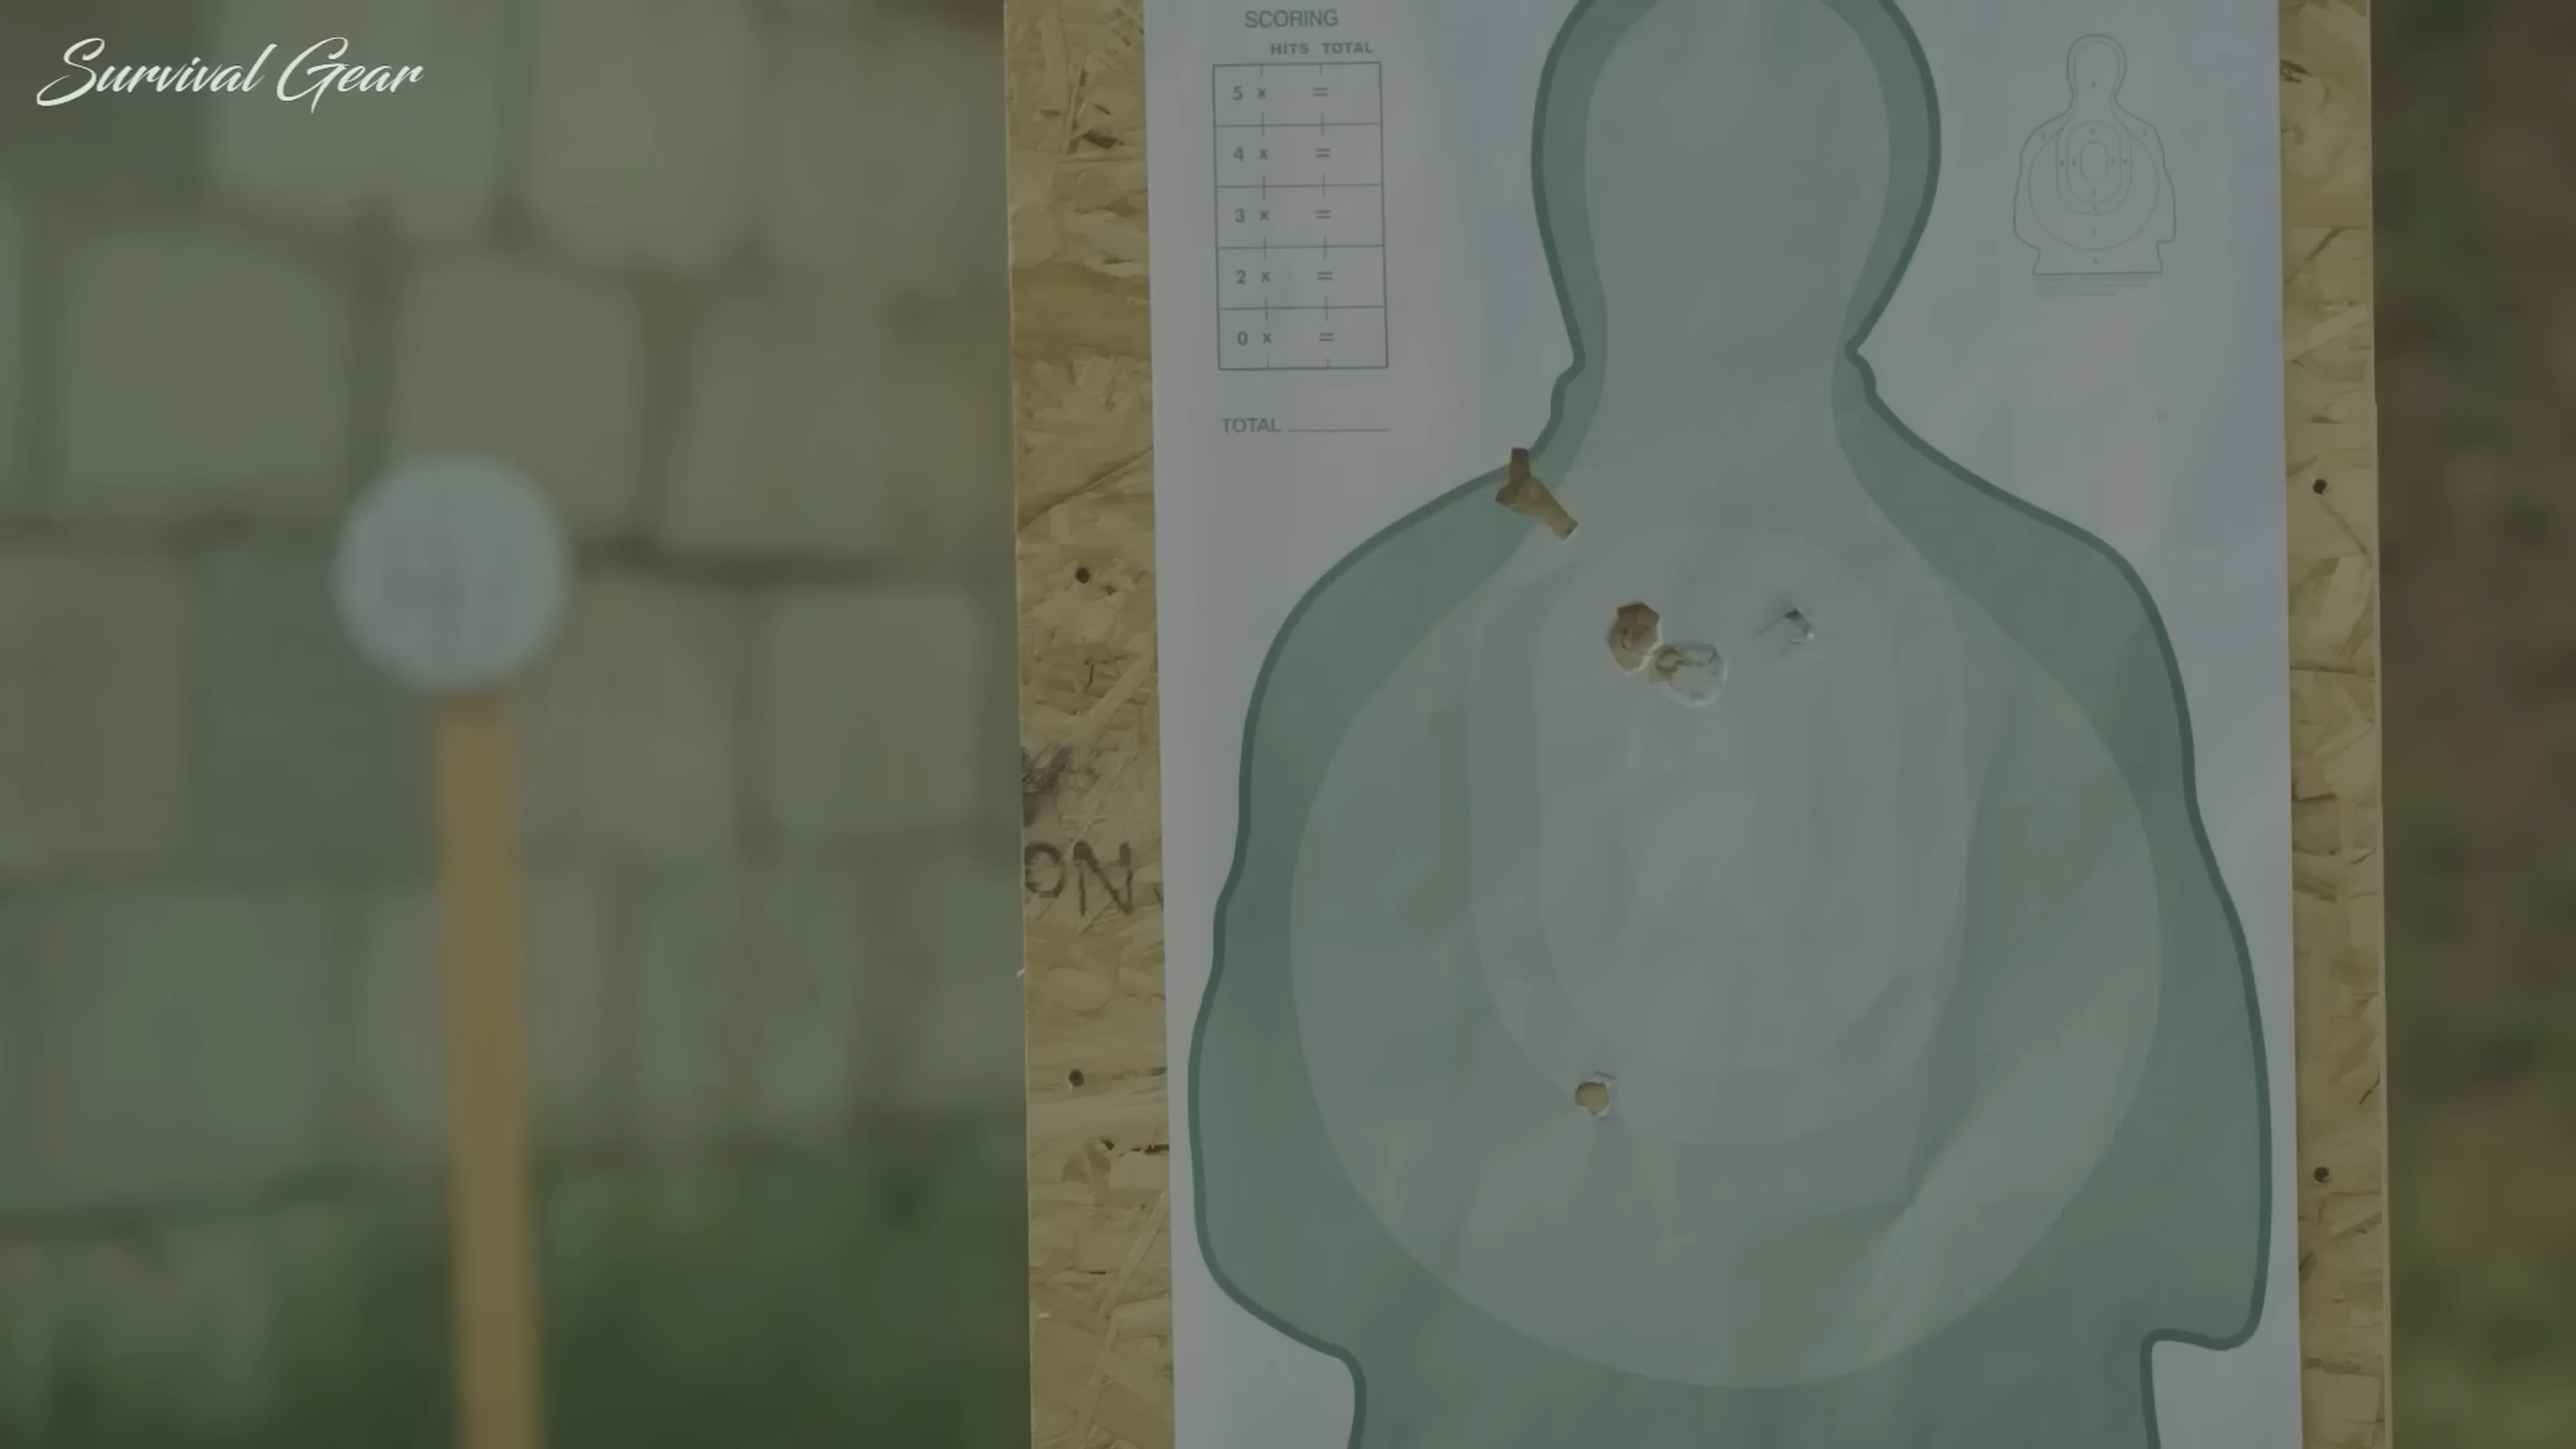 Survival Gear
SCORING
HITS TOTAL
5 x =
4 x =
3 x =
2 x =
0 x =
TOTAL
ON